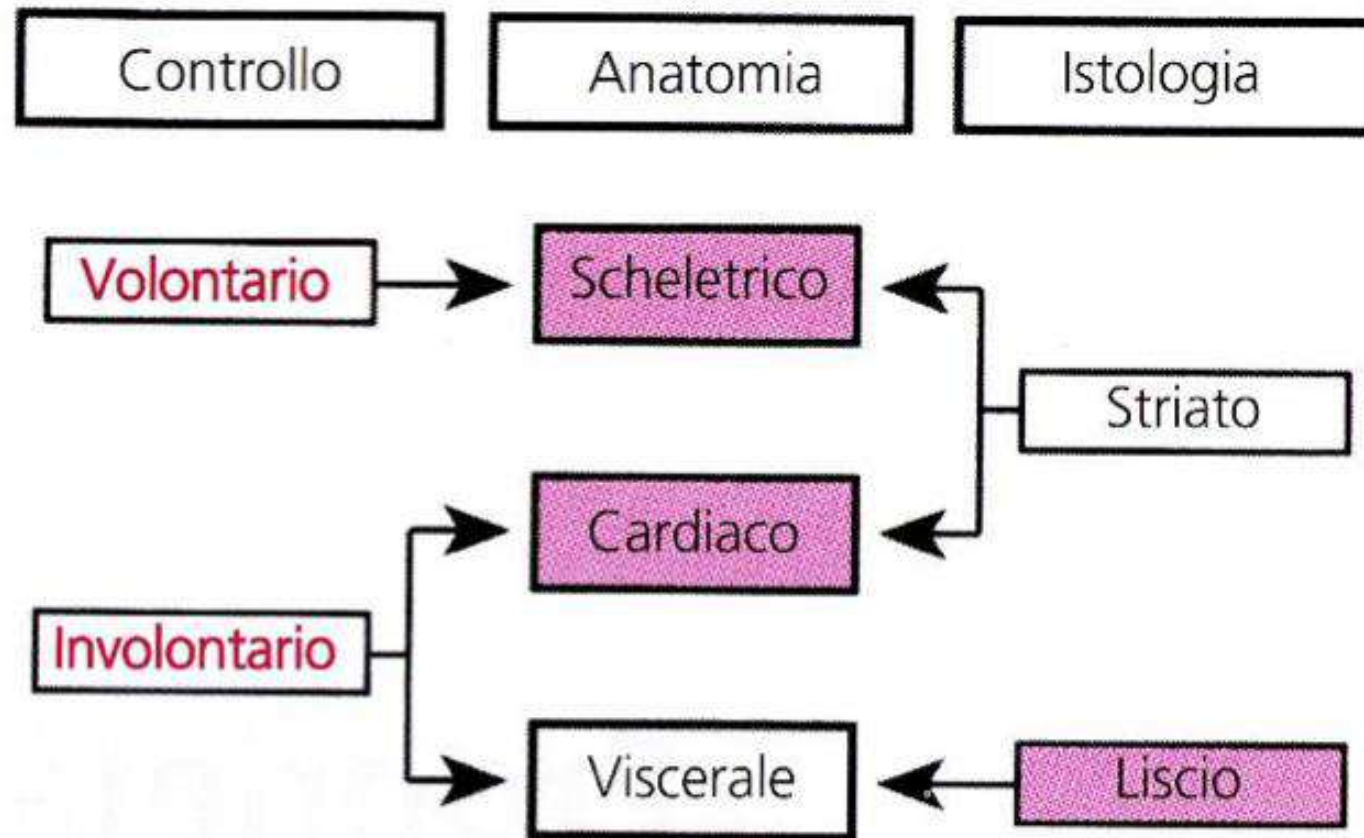 Controllo
Anatomia
Istologia
Volontario
Scheletrico
Striato
Cardiaco
Involontario
Viscerale
Liscio